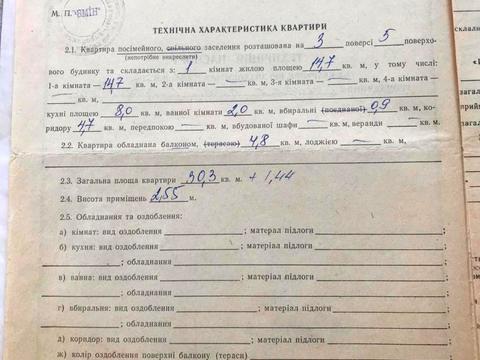 М. П.
"ЗМІН"
ТЕХНІЧНА ХАРАКТЕРИСТИКА КВАРТИРИ
2.1. Квартира посімейного, спільного заселення розташована на 3 поверсі 5 поверхо-
(непотрібне викреслити)
вого будинку та складається з: 1 кімнат жилою площею 14,7 кв. м, у тому числі:
1-а кімната — 14,7 кв. м, 2-а кімната — — кв. м, 3-я кімната — — кв. м, 4-а кімната —
— кв. м,
кухні площею 8,0 кв. м, ванної кімнати 2,0 кв. м, вбиральні (поєднаної) 0,9 кв. м, ко-
ридору 4,7 кв. м, передпокою — кв. м, вбудованої шафи — кв. м, веранди — кв. м.
2.2. Квартира обладнана балконом, (терасою) 4,8 кв. м, лоджією — кв. м,
2.3. Загальна площа квартири 30,3 кв. м. + 1,44
2.4. Висота приміщень 2,55 м.
2.5. Обладнання та оздоблення:
а) кімнат: вид оздоблення ; матеріал підлоги ;
б) кухня: вид оздоблення ; матеріал підлоги ;
; обладнання
в) ванна: вид оздоблення ; матеріал підлоги ;
; обладнання ;
г) вбиральня: вид оздоблення ; матеріал підлоги ;
обладнання ;
д) коридор: вид оздоблення ; матеріал підлоги ;
ж) колір оздоблення поверхні балкону (тераси)